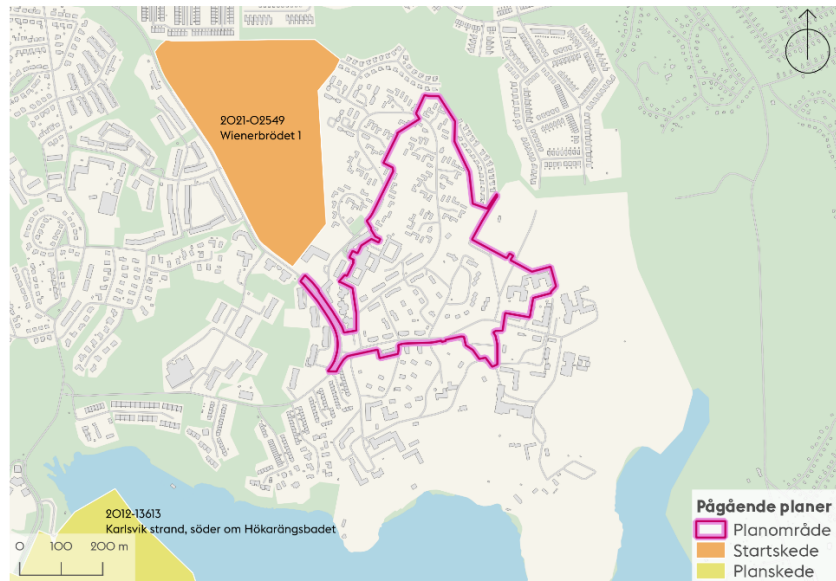 2021-02549
Wienerbrödet 1
2012-13613
Karlsvik strand, söder om Hökarängsbadet
0 100 200 m
Pågående planer
Planområde
Startskede
Planskede